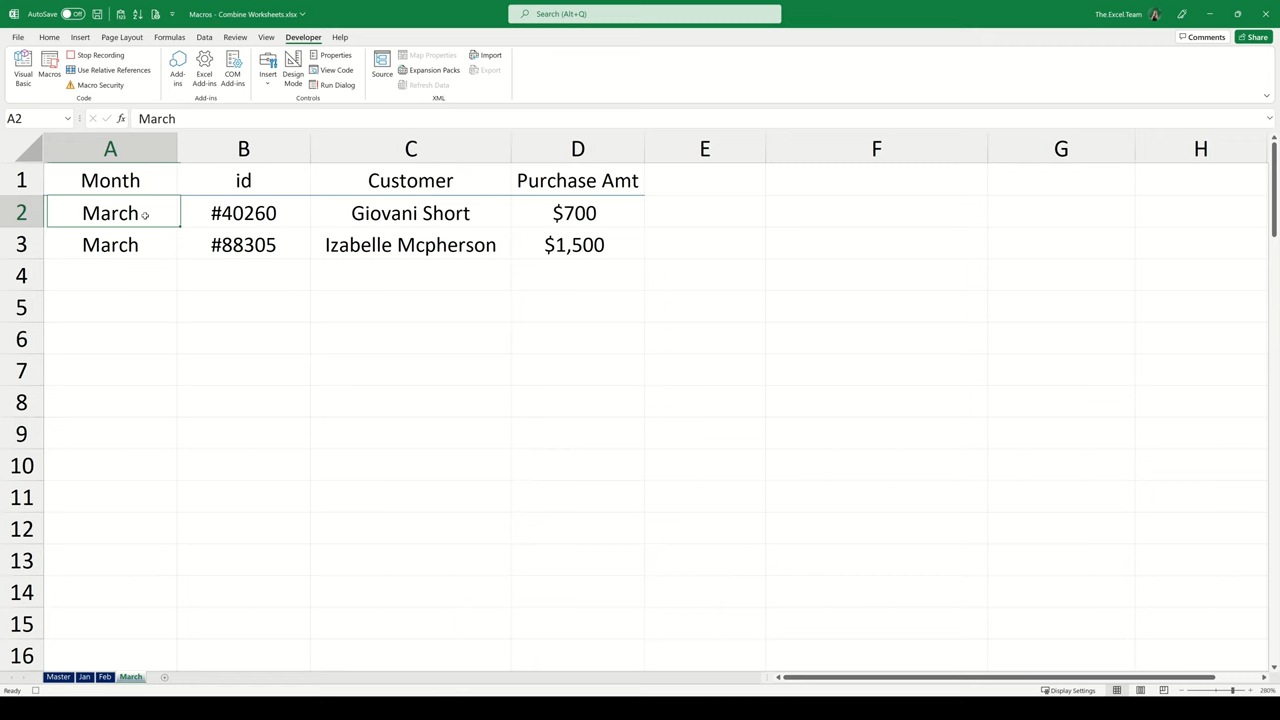 AutoSave Off Macros - Combine Worksheets.xlsx Search (Alt+Q) The.Excel.Team
File Home Insert Draw Page Layout Formulas Data Review View Developer Help Comments Share
Visual Basic Macros Stop Recording Use Relative References Macro Security Add-ins Excel Add-ins COM Add-ins Insert Design Mode Properties View Code Run Dialog Source Map Properties Expansion Packs Refresh Data Import Export
Code Add-ins Controls XML
A2 fx March
A B C D E F G H
1 Month id Customer Purchase Amt
2 March #40260 Giovani Short $700
3 March #88305 Izabelle Mcpherson $1,500
4
5
6
7
8
9
10
11
12
13
14
15
16
Master Jan Feb March
Ready Display Settings 280%